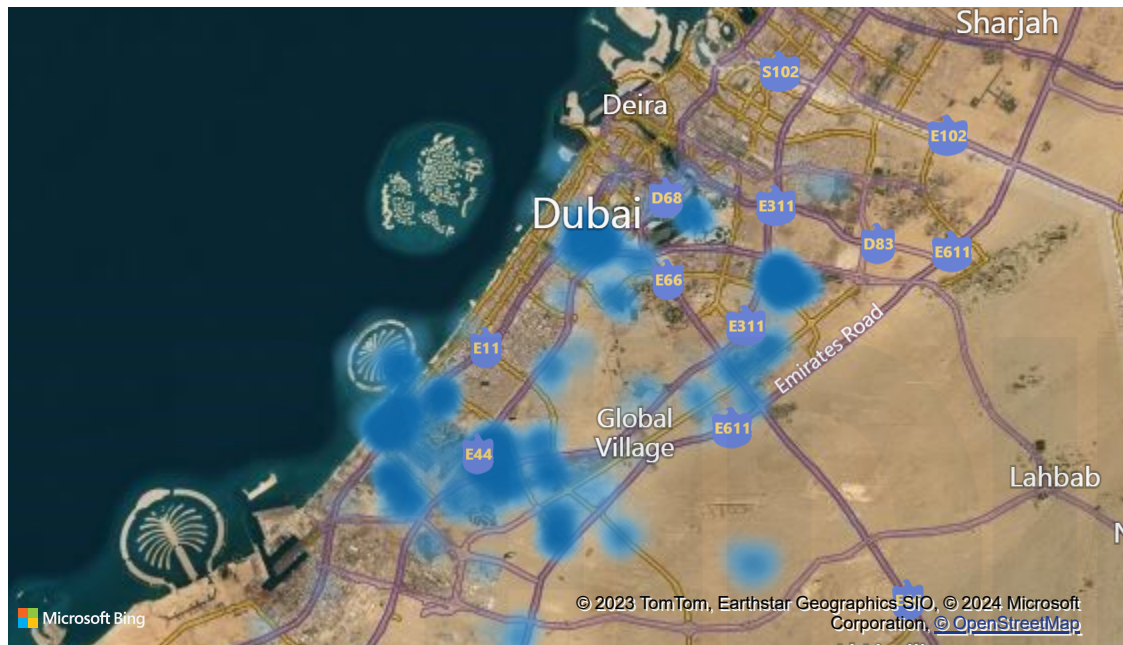 Sharjah
S102
Deira
E102
D68
Dubai
E311
D83
E611
E66
E311
E11
Emirates Road
Global
Village
E611
E44
Lahbab
© 2023 TomTom, Earthstar Geographics SIO, © 2024 Microsoft
Corporation, © OpenStreetMap
Microsoft Bing